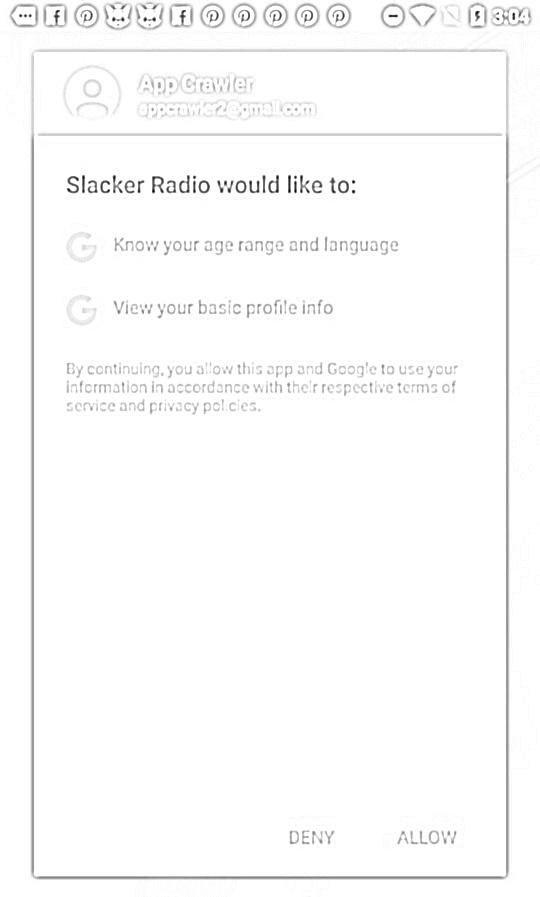 3:04
App Crawler
appcrawler2@gmail.com
Slacker Radio would like to:
Know your age range and language
View your basic profile info
By continuing, you allow this app and Google to use your
information in accordance with their respective terms of
service and privacy policies.
DENY ALLOW